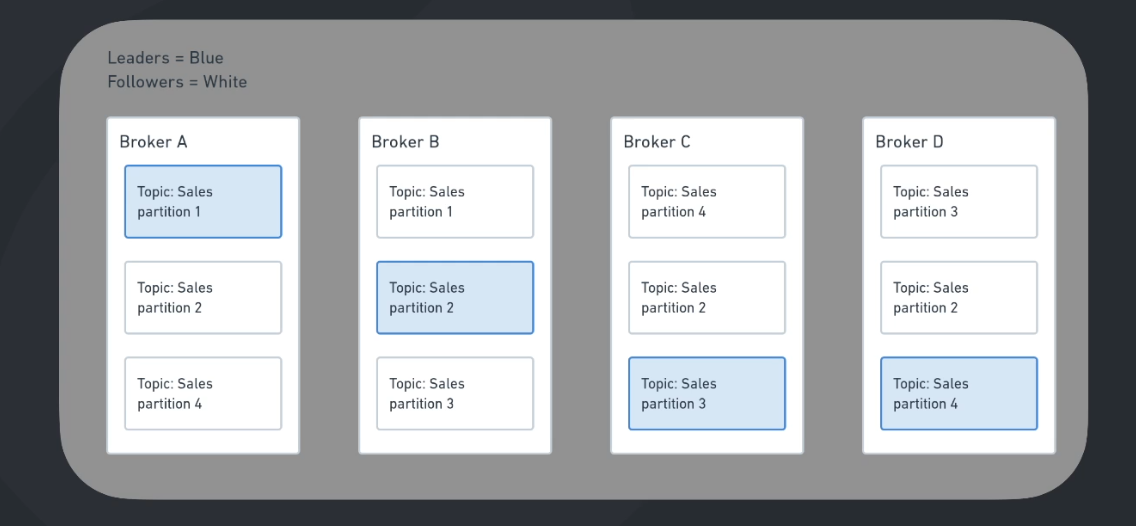 Leaders = Blue
Followers = White
Broker A
Topic: Sales
partition 1
Topic: Sales
partition 2
Topic: Sales
partition 4
Broker B
Topic: Sales
partition 1
Topic: Sales
partition 2
Topic: Sales
partition 3
Broker C
Topic: Sales
partition 4
Topic: Sales
partition 2
Topic: Sales
partition 3
Broker D
Topic: Sales
partition 3
Topic: Sales
partition 2
Topic: Sales
partition 4